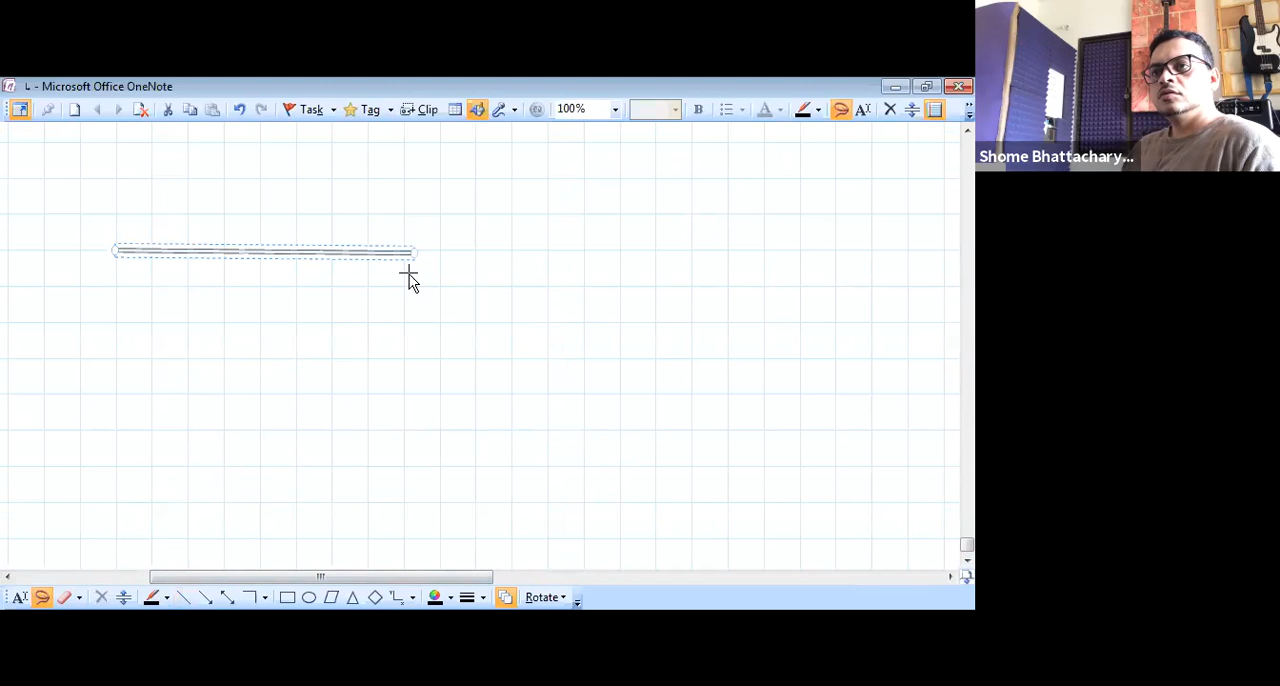 - Microsoft Office OneNote
Task Tag Clip 100% B A A
Shome Bhattachary...
A Rotate